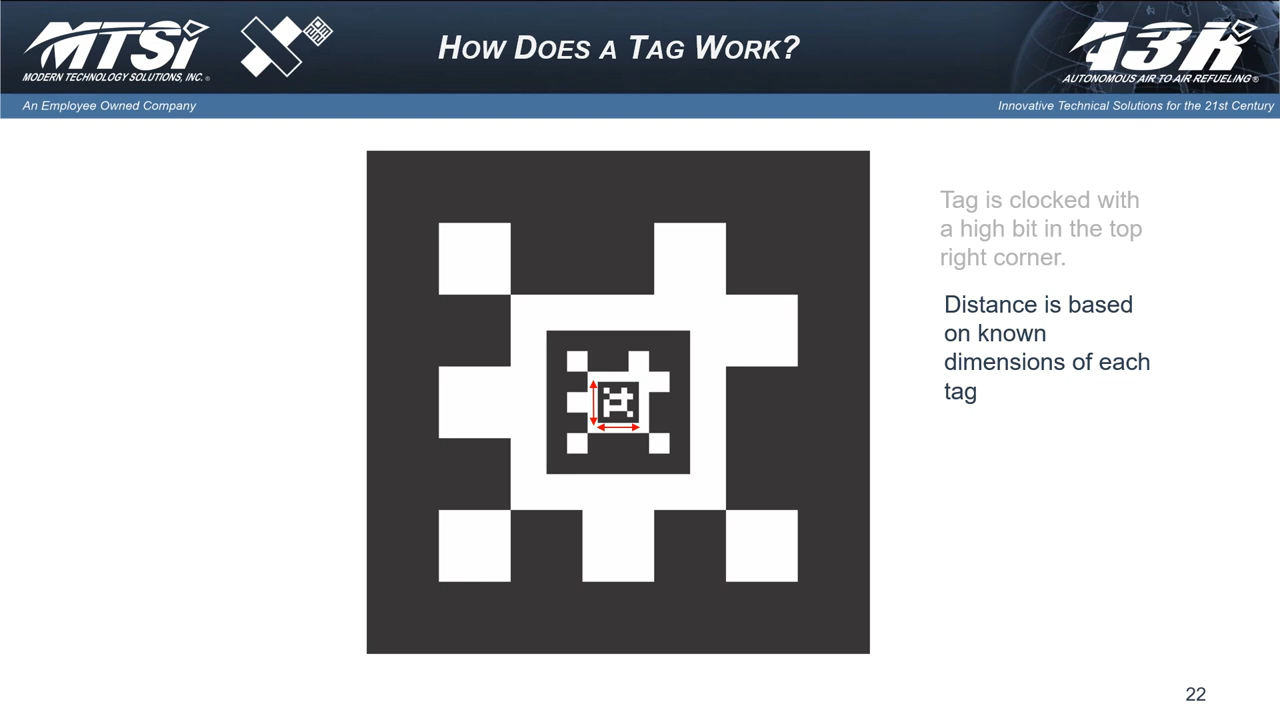 MTSi
MODERN TECHNOLOGY SOLUTIONS, INC.®
HOW DOES A TAG WORK?
A3R
AUTONOMOUS AIR TO AIR REFUELING®
An Employee Owned Company
Innovative Technical Solutions for the 21st Century
Tag is clocked with
a high bit in the top
right corner.
Distance is based
on known
dimensions of each
tag
22